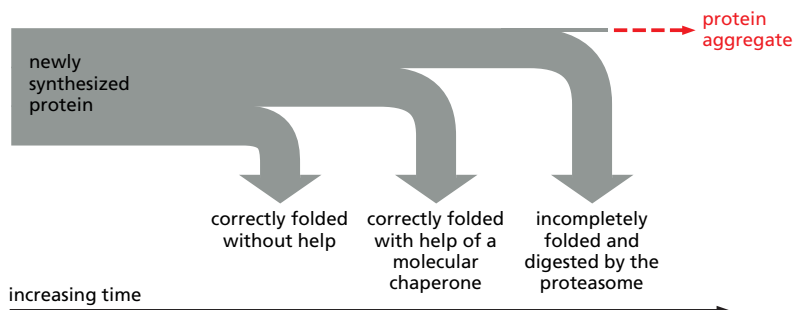 protein
aggregate
newly
synthesized
protein
correctly folded
without help
correctly folded
with help of a
molecular
chaperone
incompletely
folded and
digested by the
proteasome
increasing time